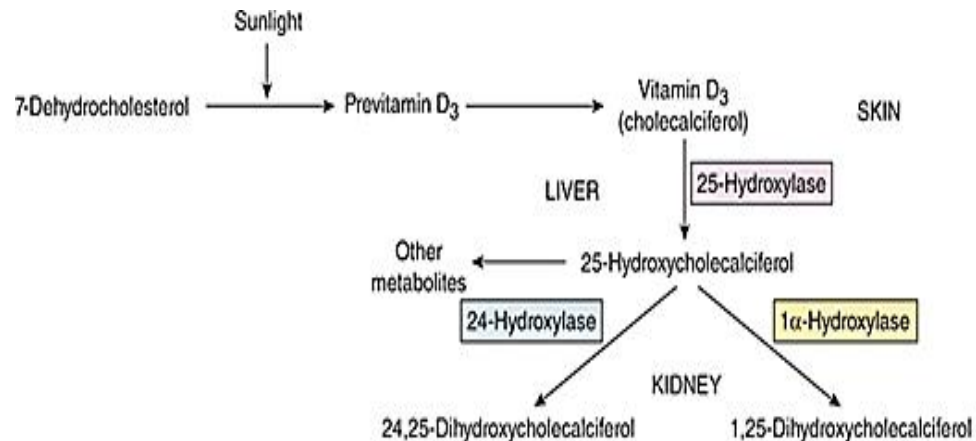 Sunlight
7-Dehydrocholesterol
Previtamin D₃
Vitamin D₃
(cholecalciferol)
SKIN
LIVER
25-Hydroxylase
Other
metabolites
25-Hydroxycholecalciferol
24-Hydroxylase
1α-Hydroxylase
KIDNEY
24,25-Dihydroxycholecalciferol
1,25-Dihydroxycholecalciferol